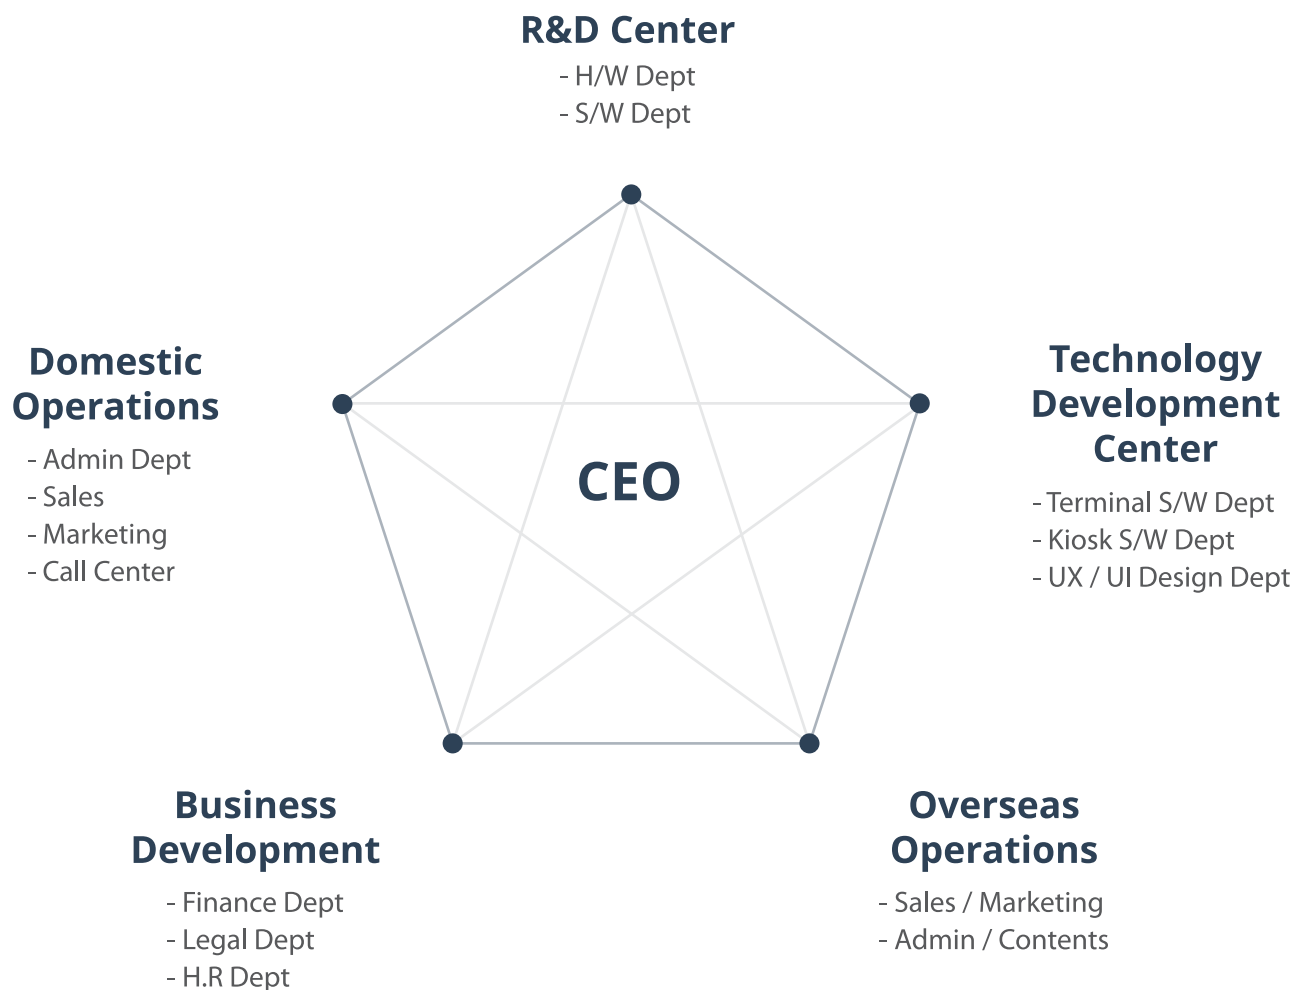 R&D Center
- H/W Dept
- S/W Dept
Domestic
Operations
- Admin Dept
- Sales
- Marketing
- Call Center
CEO
Technology
Development
Center
- Terminal S/W Dept
- Kiosk S/W Dept
- UX / UI Design Dept
Business
Development
- Finance Dept
- Legal Dept
- H.R Dept
Overseas
Operations
- Sales / Marketing
- Admin / Contents